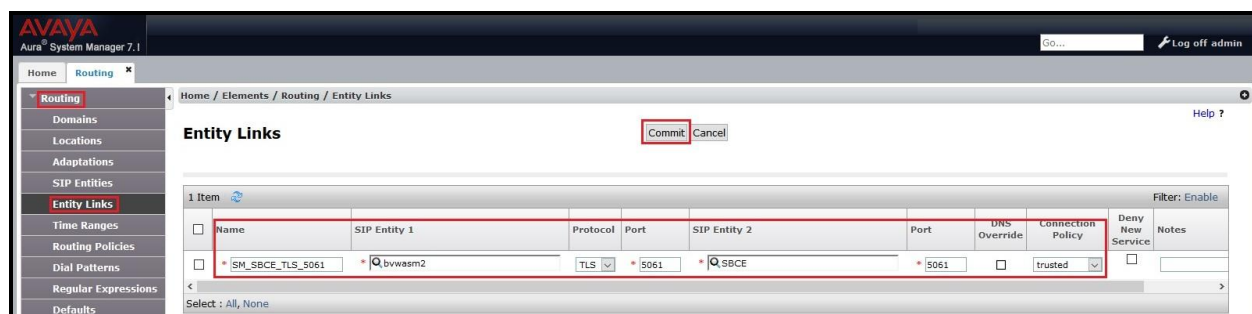 AVAYA
Aura® System Manager 7.1
Go...
Log off admin
Home Routing ×
Routing
Domains
Locations
Adaptations
SIP Entities
Entity Links
Time Ranges
Routing Policies
Dial Patterns
Regular Expressions
Defaults
Home / Elements / Routing / Entity Links
Help ?
Entity Links
Commit Cancel
1 Item
Filter: Enable
Name SIP Entity 1 Protocol Port SIP Entity 2 Port DNS Override Connection Policy Deny New Service Notes
* SM_SBCE_TLS_5061 * bvwasm2 TLS * 5061 * SBCE * 5061 trusted
Select : All, None